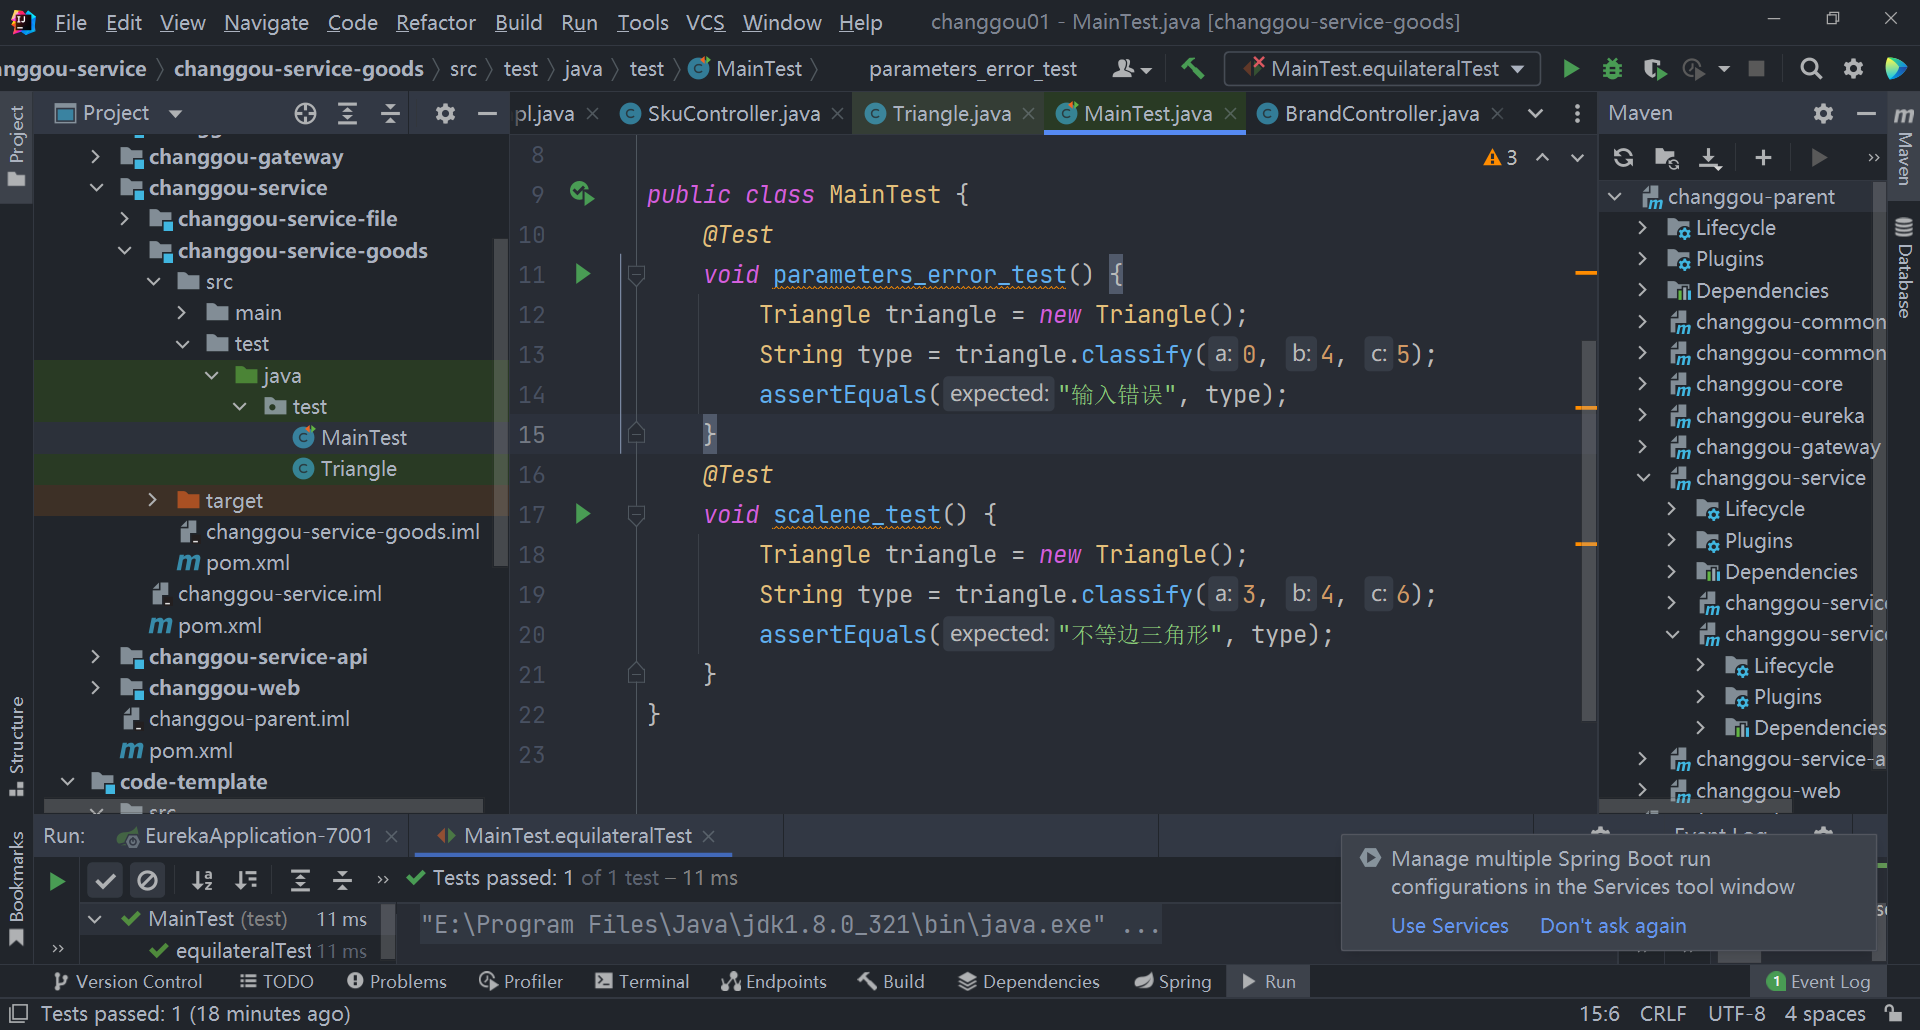 File Edit View Navigate Code Refactor Build Run Tools VCS Window Help changgou01 - MainTest.java [changgou-service-goods]
nggou-service changgou-service-goods src test java test MainTest parameters_error_test MainTest.equilateralTest
Project
pl.java SkuController.java Triangle.java MainTest.java BrandController.java
Maven
Project
changgou-gateway
changgou-service
changgou-service-file
changgou-service-goods
src
main
test
java
test
MainTest
Triangle
target
changgou-service-goods.iml
pom.xml
changgou-service.iml
pom.xml
changgou-service-api
changgou-web
changgou-parent.iml
pom.xml
code-template
src
Structure
Bookmarks
3
8
9 public class MainTest {
10 @Test
11 void parameters_error_test() {
12 Triangle triangle = new Triangle();
13 String type = triangle.classify( a: 0, b: 4, c: 5);
14 assertEquals( expected: "输入错误", type);
15 }
16 @Test
17 void scalene_test() {
18 Triangle triangle = new Triangle();
19 String type = triangle.classify( a: 3, b: 4, c: 6);
20 assertEquals( expected: "不等边三角形", type);
21 }
22 }
23
changgou-parent
Lifecycle
Plugins
Dependencies
changgou-common
changgou-common
changgou-core
changgou-eureka
changgou-gateway
changgou-service
Lifecycle
Plugins
Dependencies
changgou-servic
changgou-servic
Lifecycle
Plugins
Dependencies
changgou-service-a
changgou-web
Maven
Database
Run: EurekaApplication-7001 MainTest.equilateralTest
Event Log
Tests passed: 1 of 1 test – 11 ms
MainTest (test) 11 ms
equilateralTest 11 ms
"E:\Program Files\Java\jdk1.8.0_321\bin\java.exe" ...
Manage multiple Spring Boot run
configurations in the Services tool window
Use Services Don't ask again
Version Control TODO Problems Profiler Terminal Endpoints Build Dependencies Spring Run 1 Event Log
Tests passed: 1 (18 minutes ago) 15:6 CRLF UTF-8 4 spaces